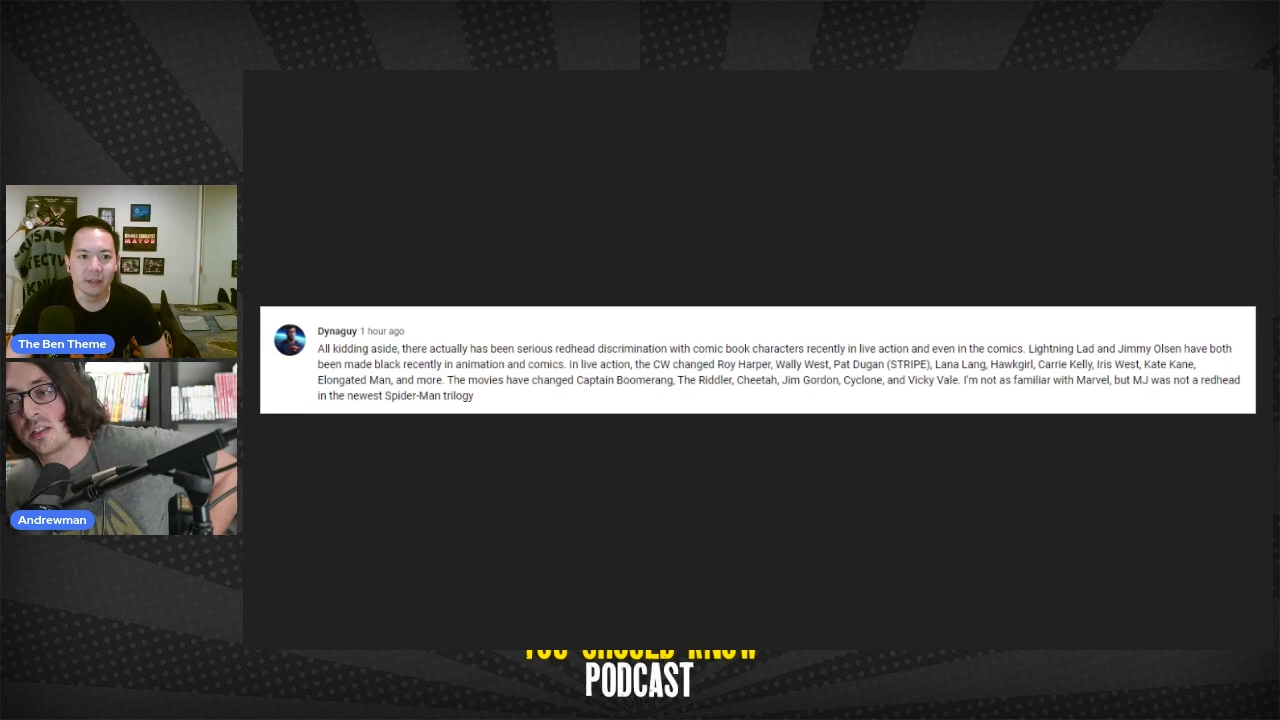 The Ben Theme
Andrewman
MAYOR
Dynaguy 1 hour ago
All kidding aside, there actually has been serious redhead discrimination with comic book characters recently in live action and even in the comics. Lightning Lad and Jimmy Olsen have both
been made black recently in animation and comics. In live action, the CW changed Roy Harper, Wally West, Pat Dugan (STRIPE), Lana Lang, Hawkgirl, Carrie Kelly, Iris West, Kate Kane,
Elongated Man, and more. The movies have changed Captain Boomerang, The Riddler, Cheetah, Jim Gordon, Cyclone, and Vicky Vale. I'm not as familiar with Marvel, but MJ was not a redhead
in the newest Spider-Man trilogy
YOU SHOULD KNOW
PODCAST